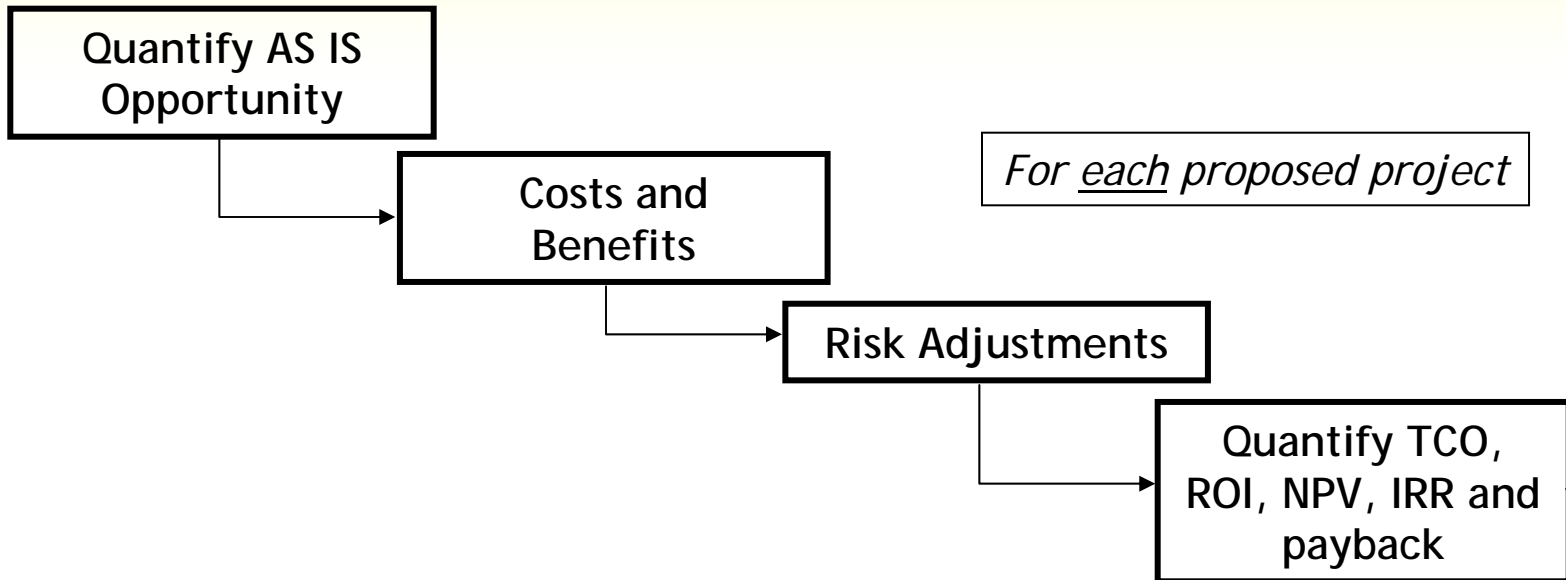 Quantify AS IS
Opportunity
For each proposed project
Costs and
Benefits
Risk Adjustments
Quantify TCO,
ROI, NPV, IRR and
payback